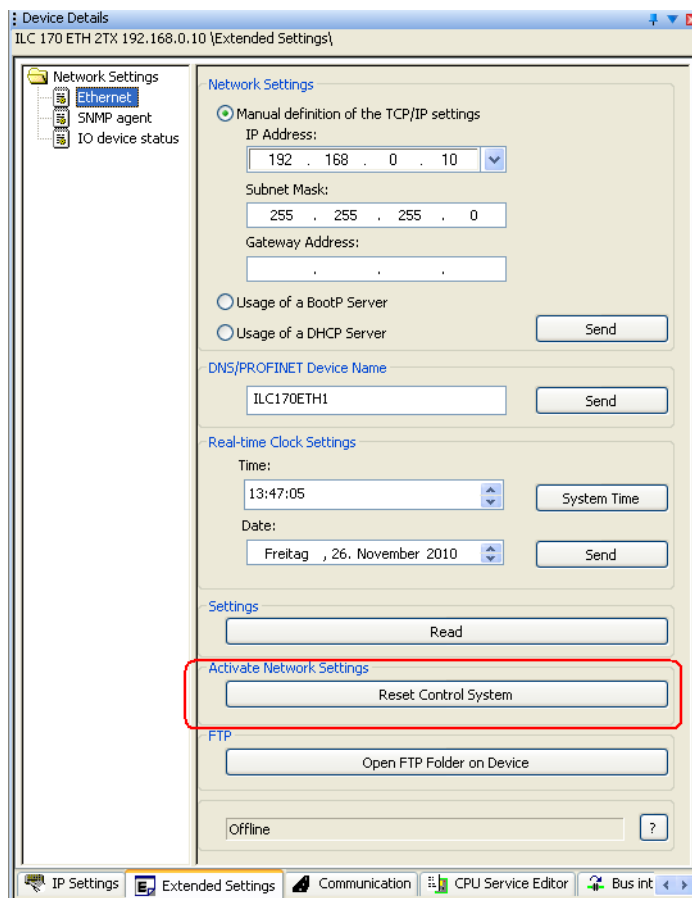 Device Details
ILC 170 ETH 2TX 192.168.0.10 \Extended Settings\
Network Settings
Ethernet
SNMP agent
IO device status
Network Settings
Manual definition of the TCP/IP settings
IP Address:
192 . 168 . 0 . 10
Subnet Mask:
255 . 255 . 255 . 0
Gateway Address:
. . .
Usage of a BootP Server
Usage of a DHCP Server
Send
DNS/PROFINET Device Name
ILC170ETH1
Send
Real-time Clock Settings
Time:
13:47:05
System Time
Date:
Freitag , 26. November 2010
Send
Settings
Read
Activate Network Settings
Reset Control System
FTP
Open FTP Folder on Device
Offline
?
IP Settings
Extended Settings
Communication
CPU Service Editor
Bus int